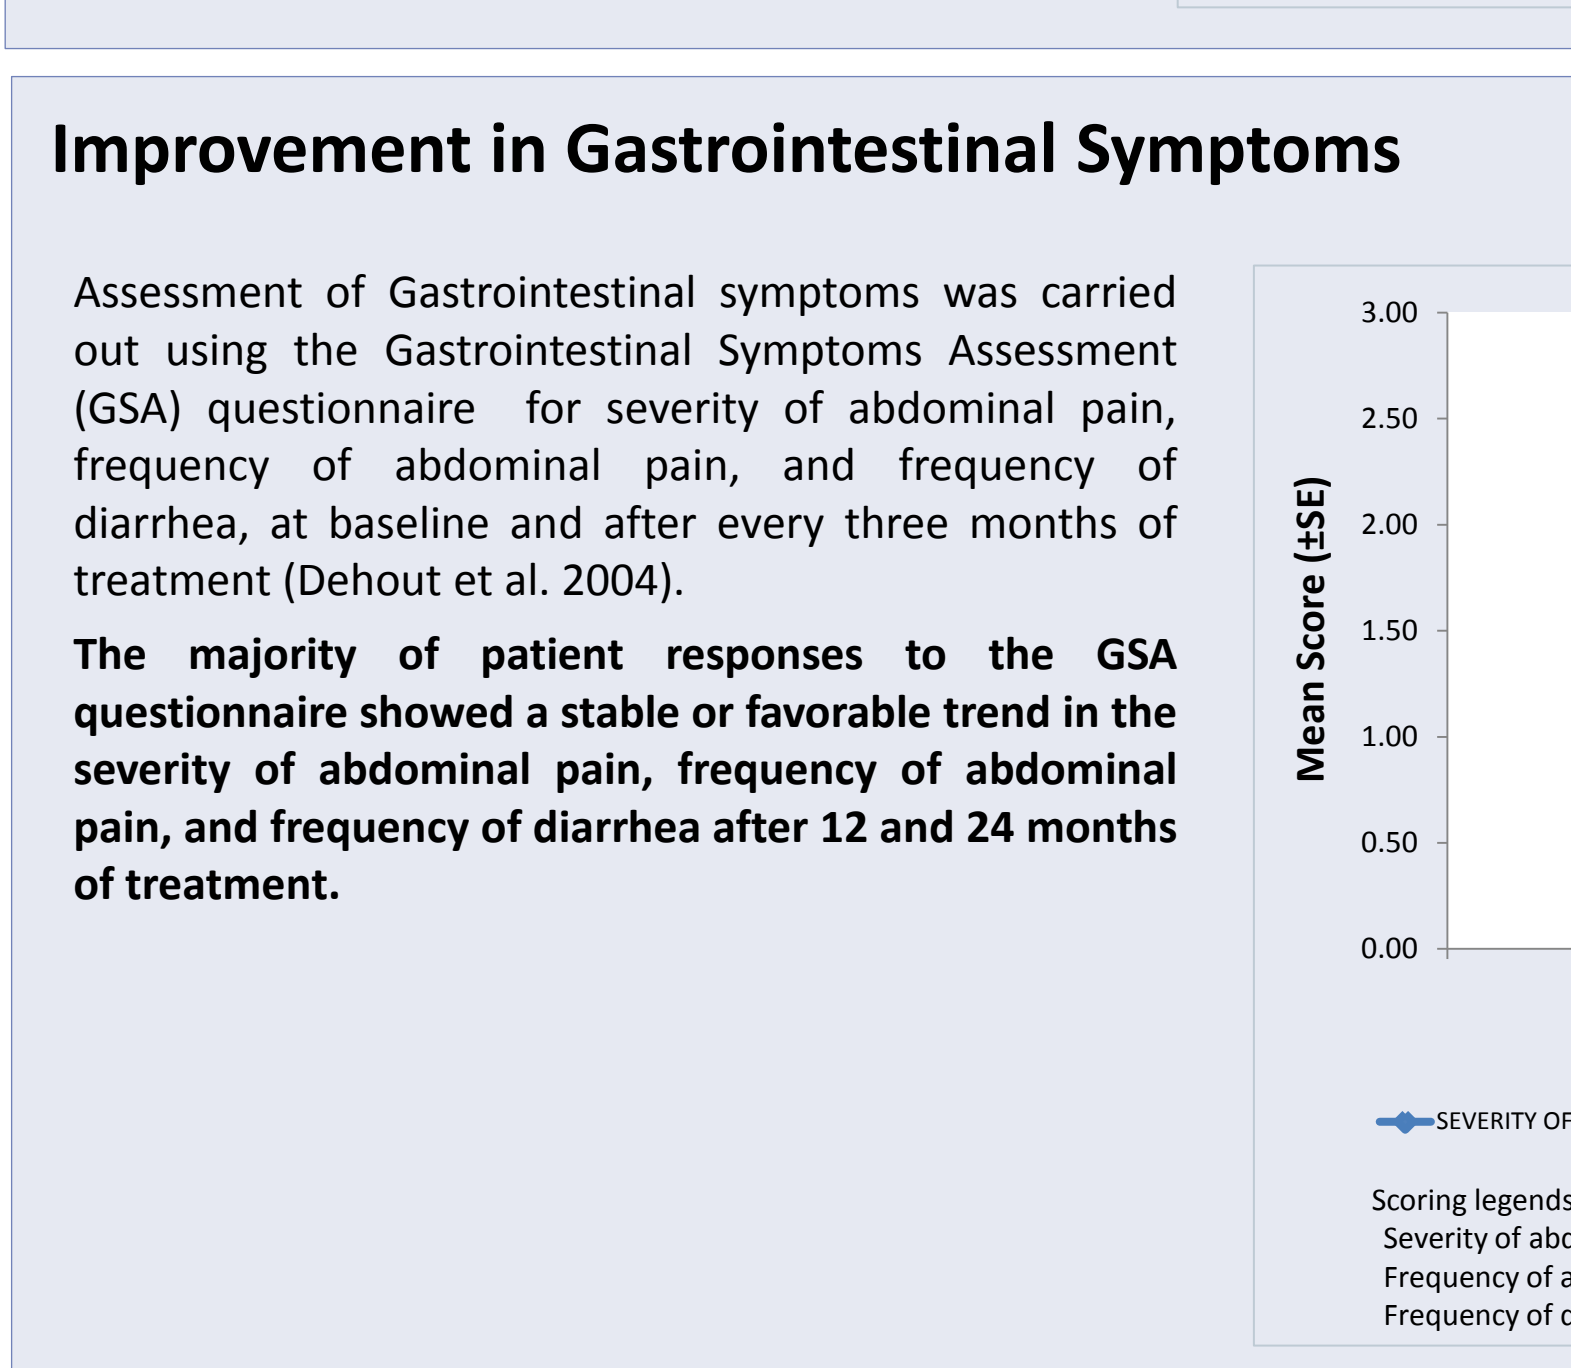 Improvement in Gastrointestinal Symptoms
Assessment of Gastrointestinal symptoms was carried
out using the Gastrointestinal Symptoms Assessment
(GSA) questionnaire for severity of abdominal pain,
frequency of abdominal pain, and frequency of
diarrhea, at baseline and after every three months of
treatment (Dehout et al. 2004).
The majority of patient responses to the GSA
questionnaire showed a stable or favorable trend in the
severity of abdominal pain, frequency of abdominal
pain, and frequency of diarrhea after 12 and 24 months
of treatment.
Mean Score (±SE)
3.00
2.50
2.00
1.50
1.00
0.50
0.00
SEVERITY OF
Scoring legends
Severity of
Frequency of
Frequency of